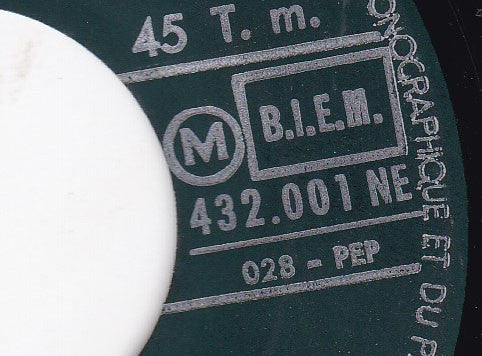 45 T. m.
M
B.I.E.M.
432.001 NE
028 - PEP
ONOGRAPHIQUE ET DU P